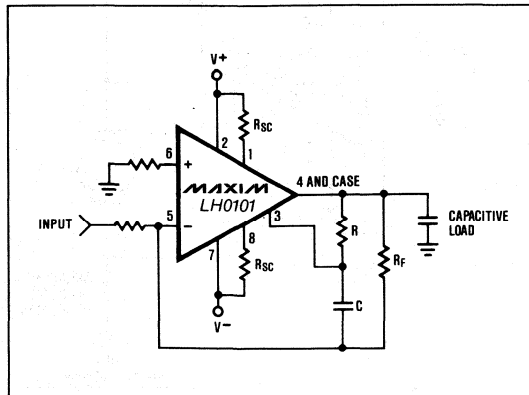 V+
RSC
2
1
6
+
MAXIM
LH0101
4 AND CASE
INPUT
5
−
3
8
7
RSC
R
RF
CAPACITIVE
LOAD
C
V−